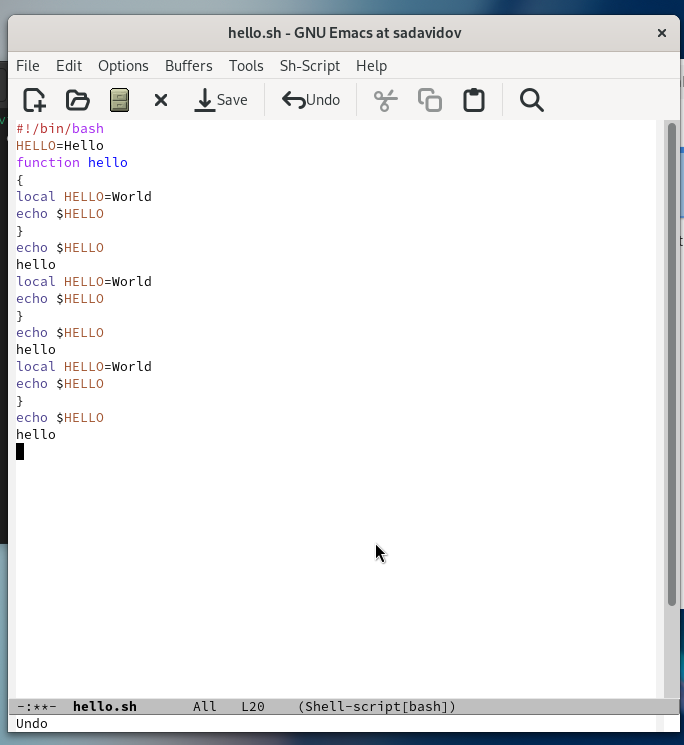 hello.sh - GNU Emacs at sadavidov
File Edit Options Buffers Tools Sh-Script Help
Save Undo
#!/bin/bash
HELLO=Hello
function hello
{
local HELLO=World
echo $HELLO
}
echo $HELLO
hello
local HELLO=World
echo $HELLO
}
echo $HELLO
hello
local HELLO=World
echo $HELLO
}
echo $HELLO
hello
-:**- hello.sh All L20 (Shell-script[bash])
Undo